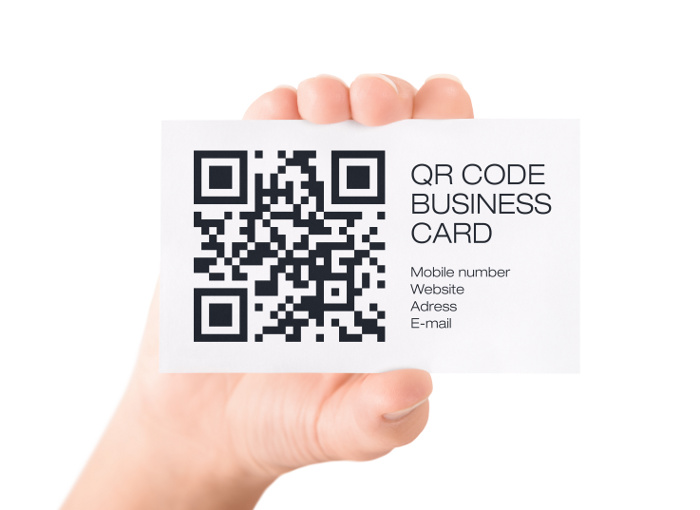 QR CODE
BUSINESS
CARD
Mobile number
Website
Adress
E-mail